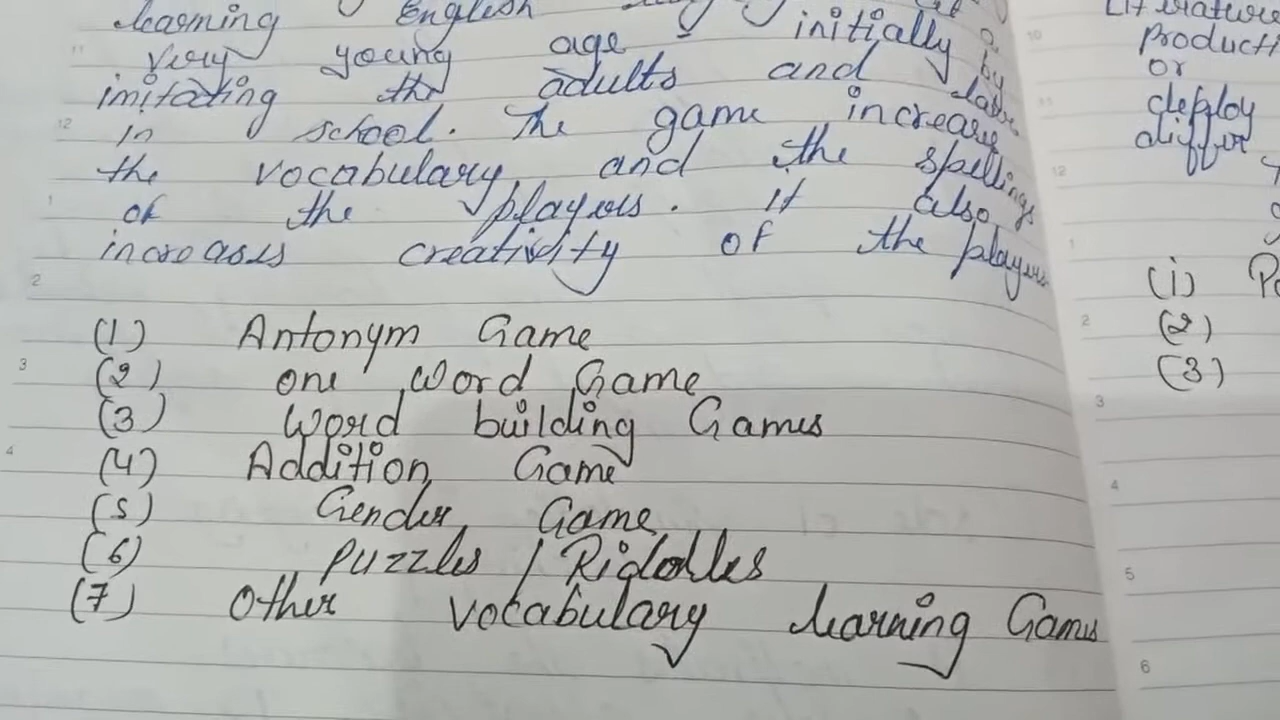 learning English
very young age initially by
imitating the adults and later
in school. The game increases
the vocabulary and the spellings
of the players. It also
increases creativity of the players
(1) Antonym Game
(2) one Word Game
(3) Word building Games
(4) Addition Game
(5) Gender Game
(6) Puzzles / Riddles
(7) Other vocabulary learning Games
Literature
Producti
or
deploy
differ
(i)
(2)
(3)